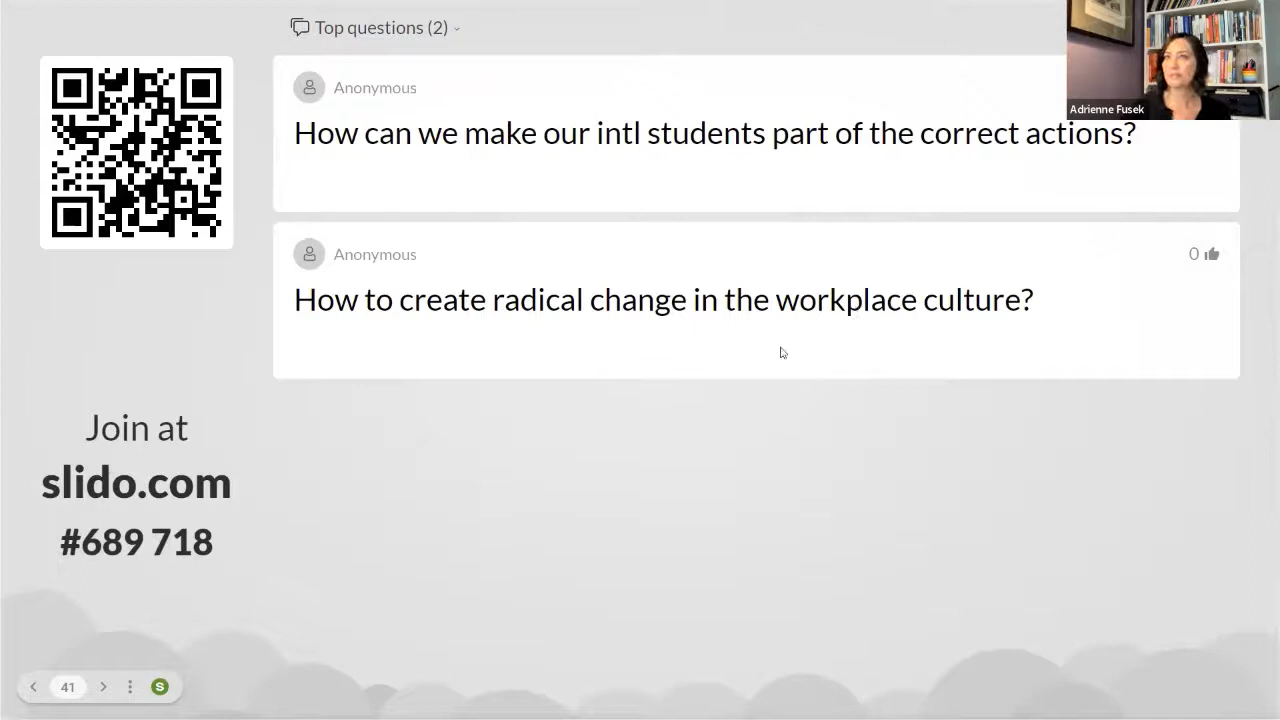 Top questions (2)
Anonymous
Adrienne Fusek
How can we make our intl students part of the correct actions?
Anonymous
0
How to create radical change in the workplace culture?
Join at
slido.com
#689 718
41
S